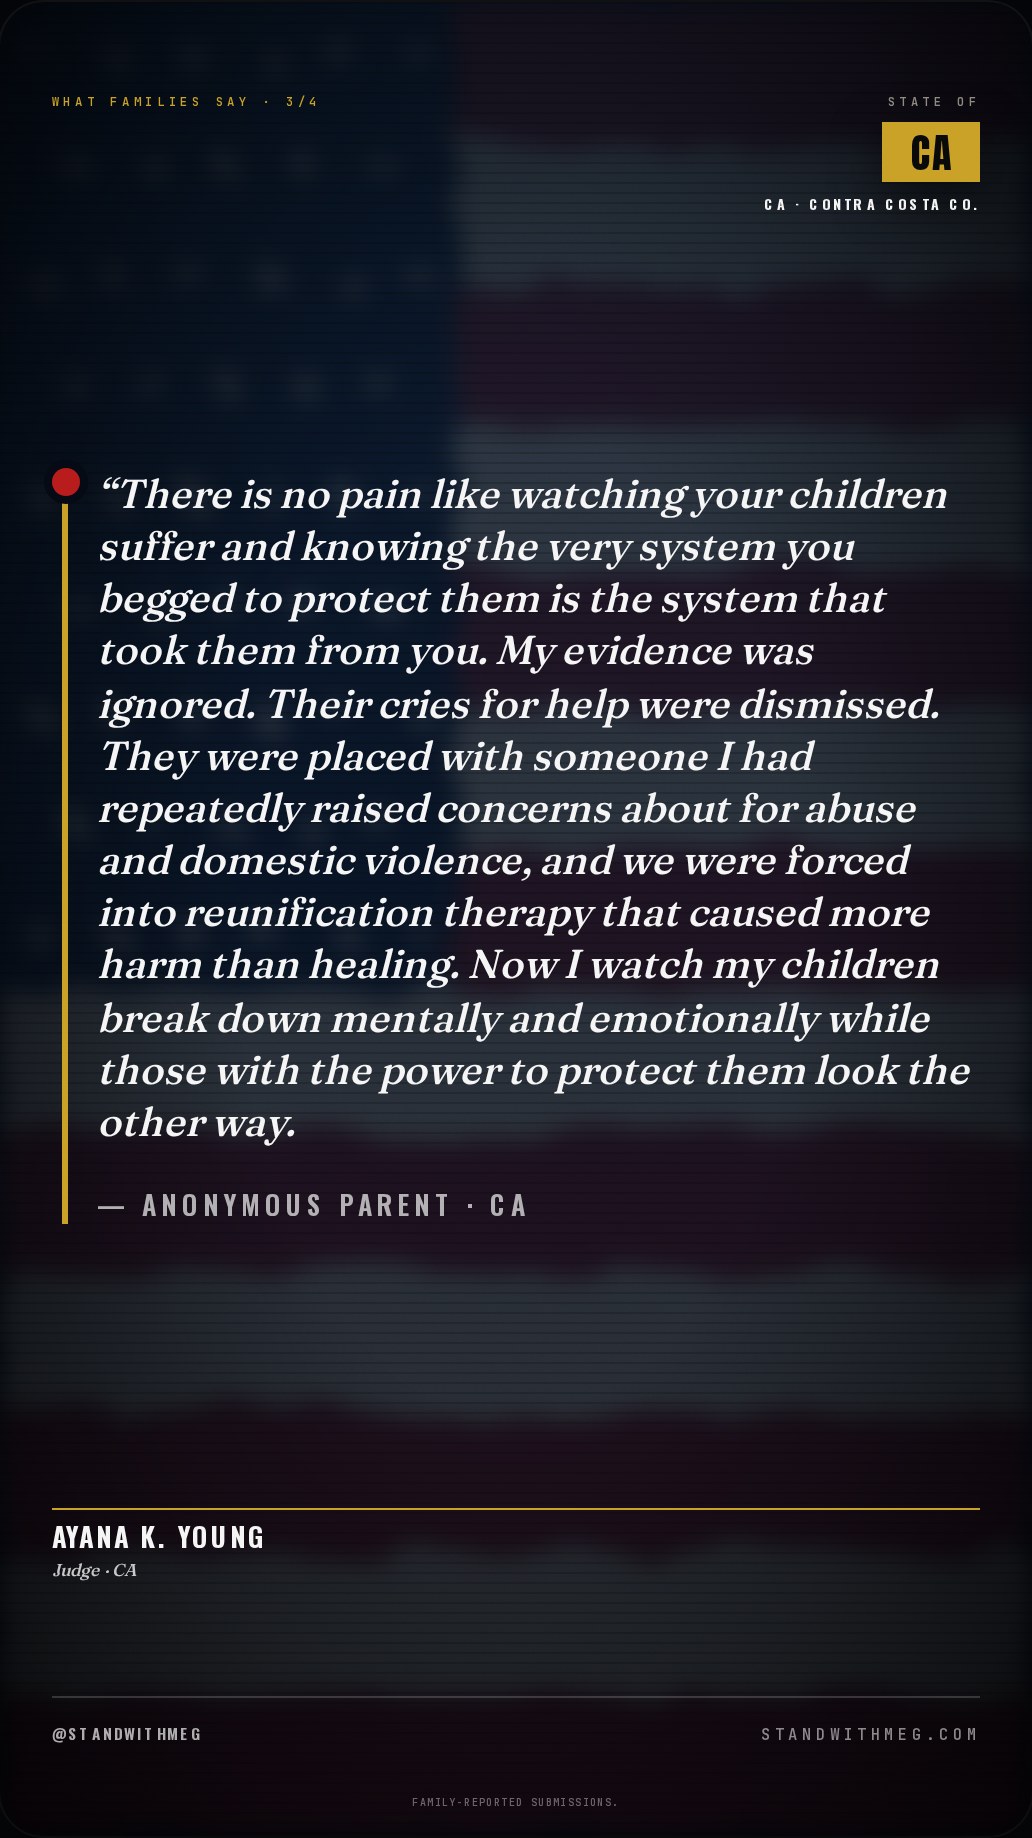 WHAT FAMILIES SAY · 3/4
STATE OF
CA
CA · CONTRA COSTA CO.
“There is no pain like watching your children
suffer and knowing the very system you
begged to protect them is the system that
took them from you. My evidence was
ignored. Their cries for help were dismissed.
They were placed with someone I had
repeatedly raised concerns about for abuse
and domestic violence, and we were forced
into reunification therapy that caused more
harm than healing. Now I watch my children
break down mentally and emotionally while
those with the power to protect them look the
other way.
— ANONYMOUS PARENT · CA
AYANA K. YOUNG
Judge · CA
@STANDWITHMEG
STANDWITHMEG.COM
FAMILY-REPORTED SUBMISSIONS.